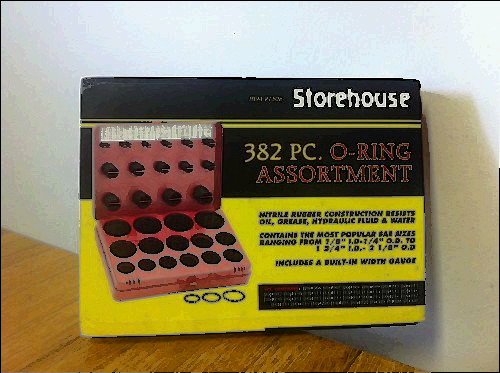 Storehouse
382 PC. O-RING
ASSORTMENT
NITRILE RUBBER CONSTRUCTION RESISTS
OIL, GREASE, HYDRAULIC FLUID & WATER
CONTAINS THE MOST POPULAR SAE SIZES
RANGING FROM 1/8" I.D-1/4" O.D. TO
1 3/4" I.D.- 2 1/8" O.D
INCLUDES A BUILT-IN WIDTH GAUGE